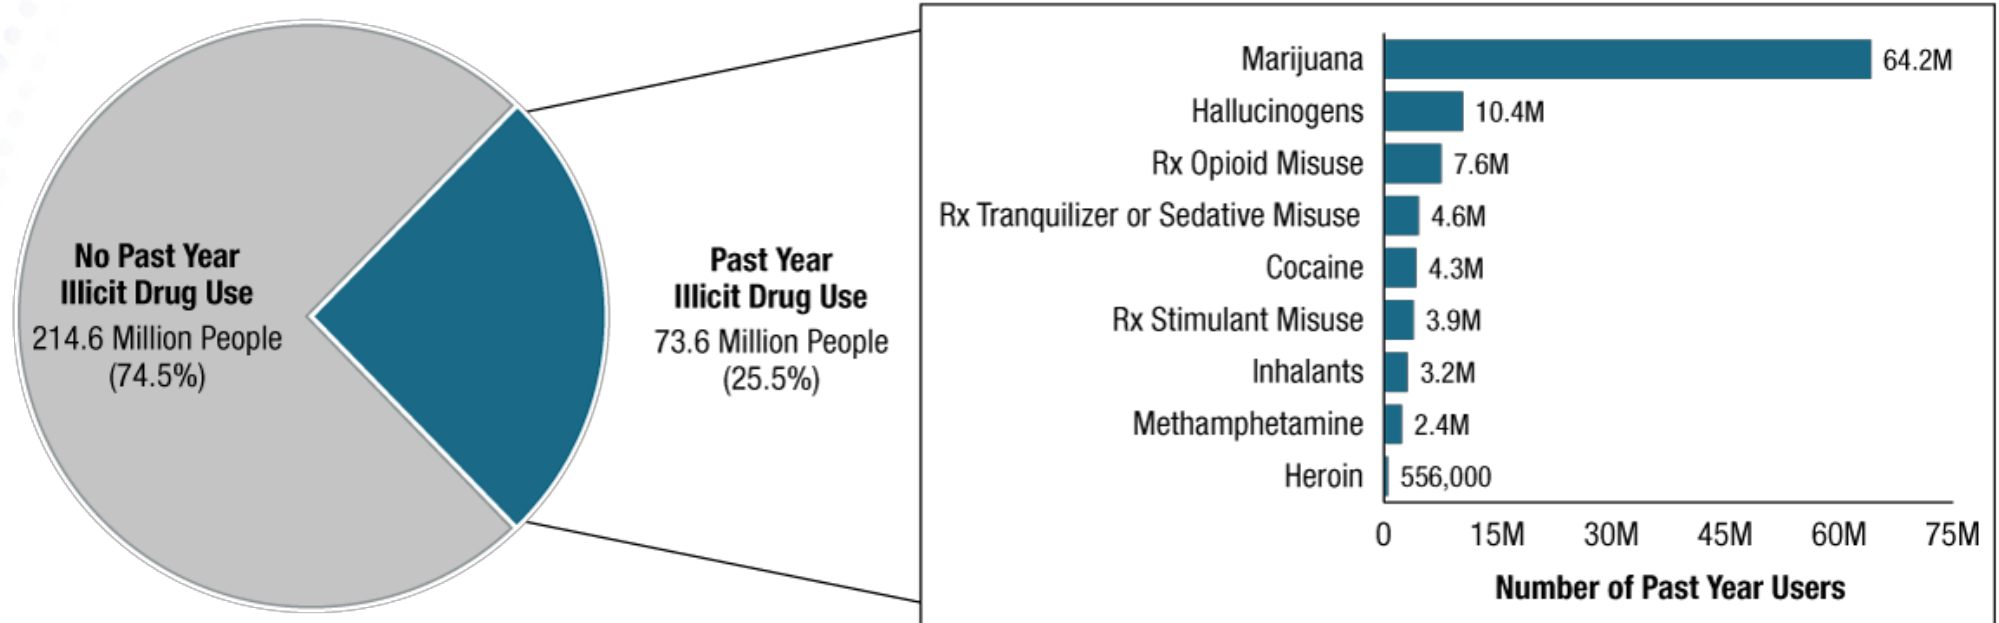 No Past Year
Illicit Drug Use
214.6 Million People
(74.5%)
Past Year
Illicit Drug Use
73.6 Million People
(25.5%)
Marijuana 64.2M
Hallucinogens 10.4M
Rx Opioid Misuse 7.6M
Rx Tranquilizer or Sedative Misuse 4.6M
Cocaine 4.3M
Rx Stimulant Misuse 3.9M
Inhalants 3.2M
Methamphetamine 2.4M
Heroin 556,000
0 15M 30M 45M 60M 75M
Number of Past Year Users